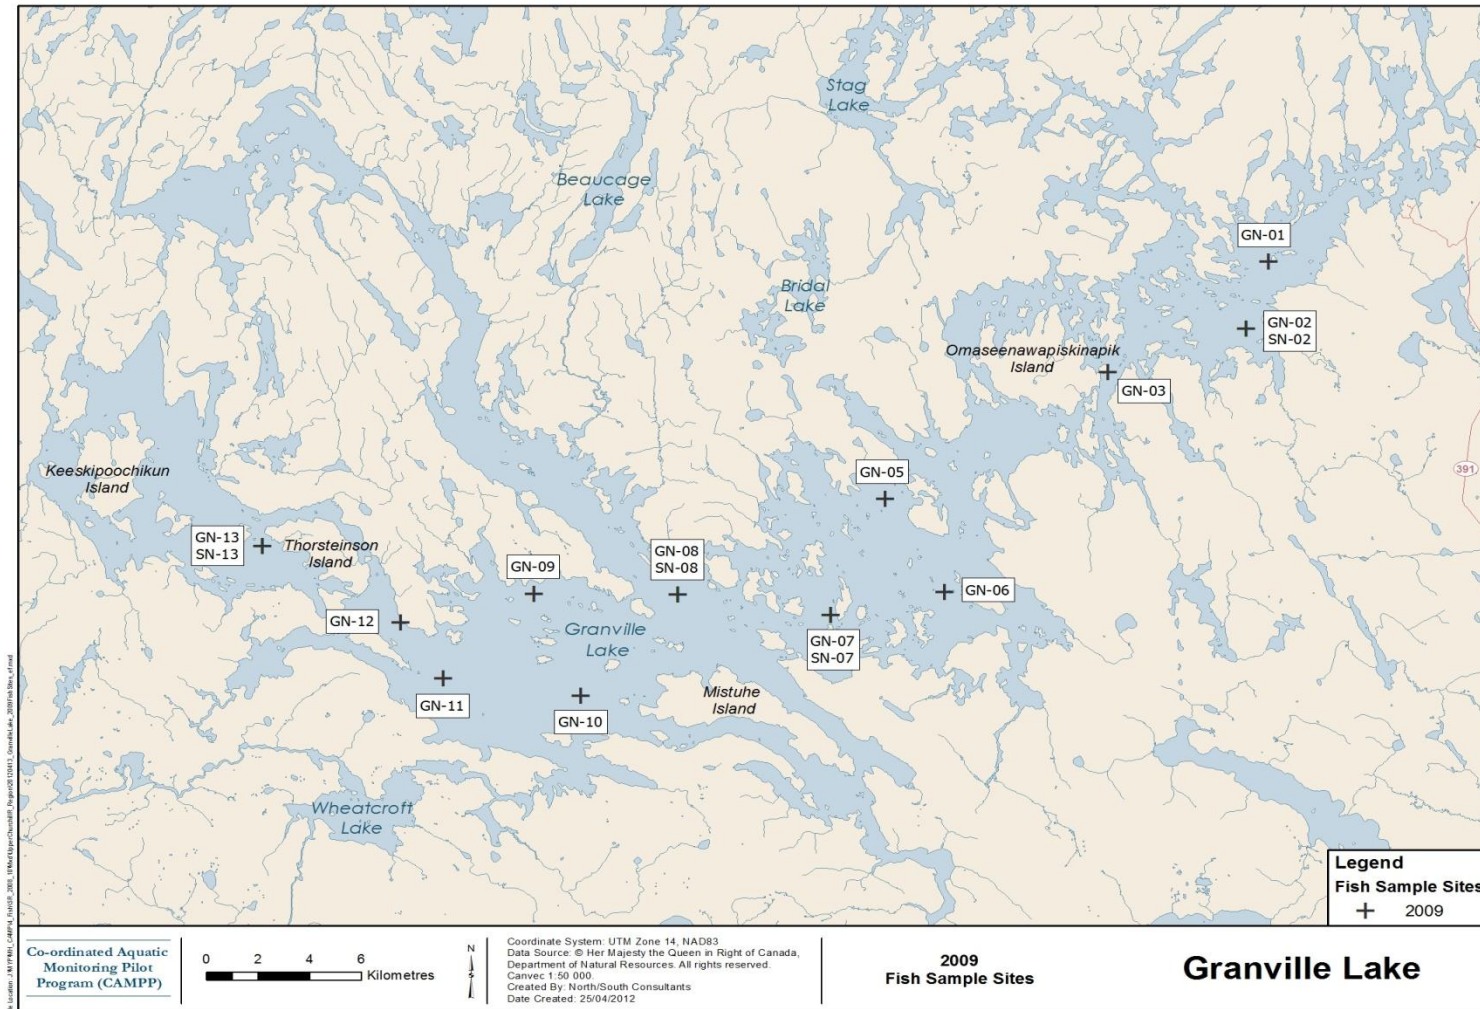 Stag
Lake
Beaucage
Lake
GN-01
Bridal
Lake
GN-02
SN-02
Omaseenawapiskinapik
Island
GN-03
391
Keeskipoochikun
Island
GN-05
GN-13
SN-13
Thorsteinson
Island
GN-09
GN-08
SN-08
GN-06
GN-12
Granville
Lake
GN-07
SN-07
GN-11
GN-10
Mistuhe
Island
Wheatcroft
Lake
Legend
Fish Sample Sites
2009
Co-ordinated Aquatic
Monitoring Pilot
Program (CAMPP)
0 2 4 6
Kilometres
N
Coordinate System: UTM Zone 14, NAD83
Data Source: © Her Majesty the Queen in Right of Canada,
Department of Natural Resources. All rights reserved.
Canvec 1:50 000.
Created By: North/South Consultants
Date Created: 25/04/2012
2009
Fish Sample Sites
Granville Lake